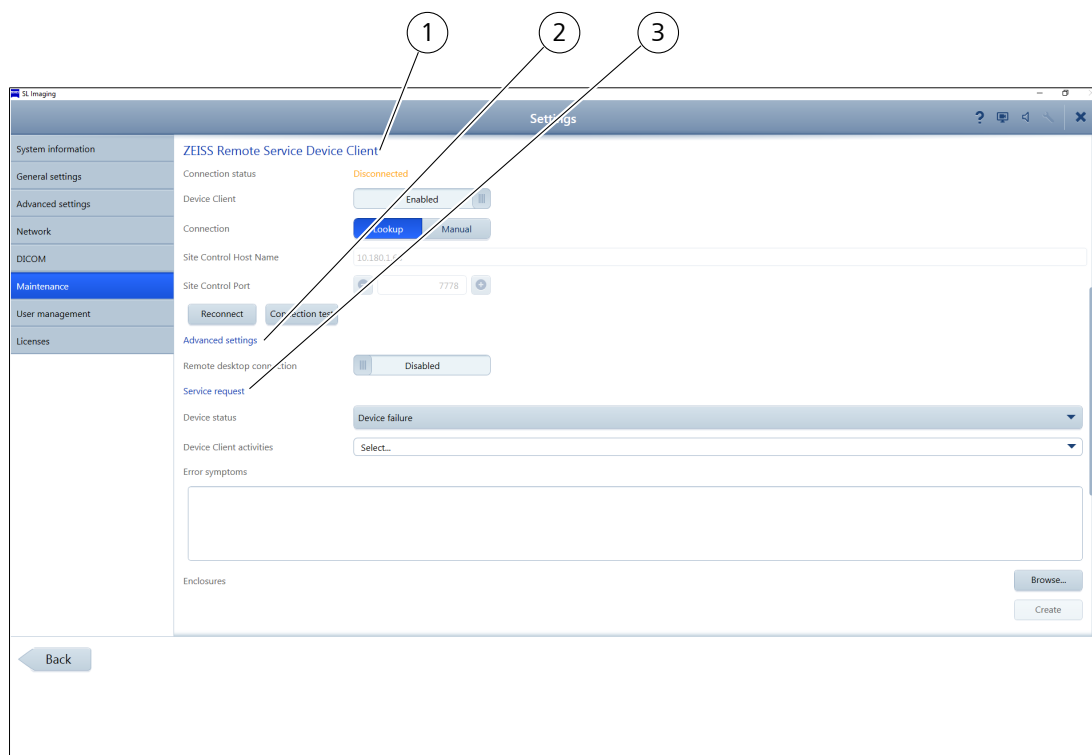 1 2 3
SL Imaging
Settings
System information
General settings
Advanced settings
Network
DICOM
Maintenance
User management
Licenses
ZEISS Remote Service Device Client
Connection status Disconnected
Device Client Enabled
Connection Lookup Manual
Site Control Host Name 10.180.1.
Site Control Port 7778
Reconnect Connection test
Advanced settings
Remote desktop connection Disabled
Service request
Device status Device failure
Device Client activities Select...
Error symptoms
Enclosures Browse...
Create
Back